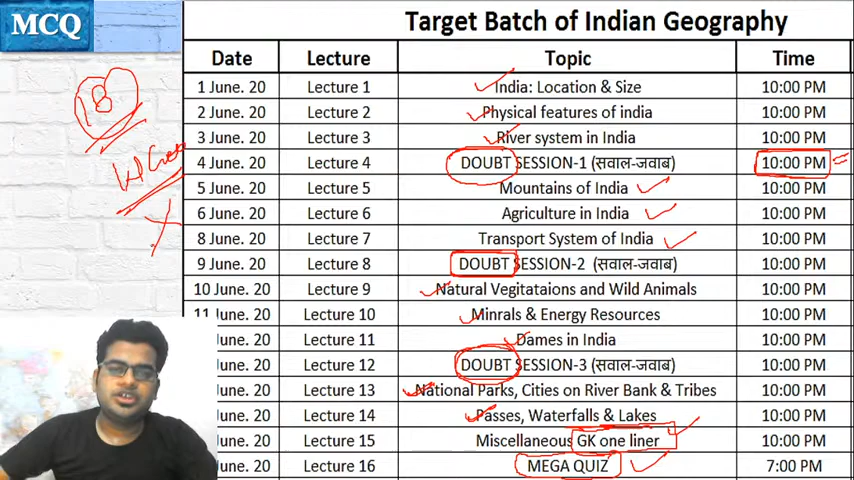 MCQ
Target Batch of Indian Geography
Date Lecture Topic Time
1 June. 20 Lecture 1 India: Location & Size 10:00 PM
2 June. 20 Lecture 2 Physical features of india 10:00 PM
3 June. 20 Lecture 3 River system in India 10:00 PM
4 June. 20 Lecture 4 DOUBT SESSION-1 (सवाल-जवाब) 10:00 PM
5 June. 20 Lecture 5 Mountains of India 10:00 PM
6 June. 20 Lecture 6 Agriculture in India 10:00 PM
8 June. 20 Lecture 7 Transport System of India 10:00 PM
9 June. 20 Lecture 8 DOUBT SESSION-2 (सवाल-जवाब) 10:00 PM
10 June. 20 Lecture 9 Natural Vegitataions and Wild Animals 10:00 PM
11 June. 20 Lecture 10 Minrals & Energy Resources 10:00 PM
June. 20 Lecture 11 Dames in India 10:00 PM
June. 20 Lecture 12 DOUBT SESSION-3 (सवाल-जवाब) 10:00 PM
June. 20 Lecture 13 National Parks, Cities on River Bank & Tribes 10:00 PM
June. 20 Lecture 14 Passes, Waterfalls & Lakes 10:00 PM
June. 20 Lecture 15 Miscellaneous GK one liner 10:00 PM
June. 20 Lecture 16 MEGA QUIZ 7:00 PM
18